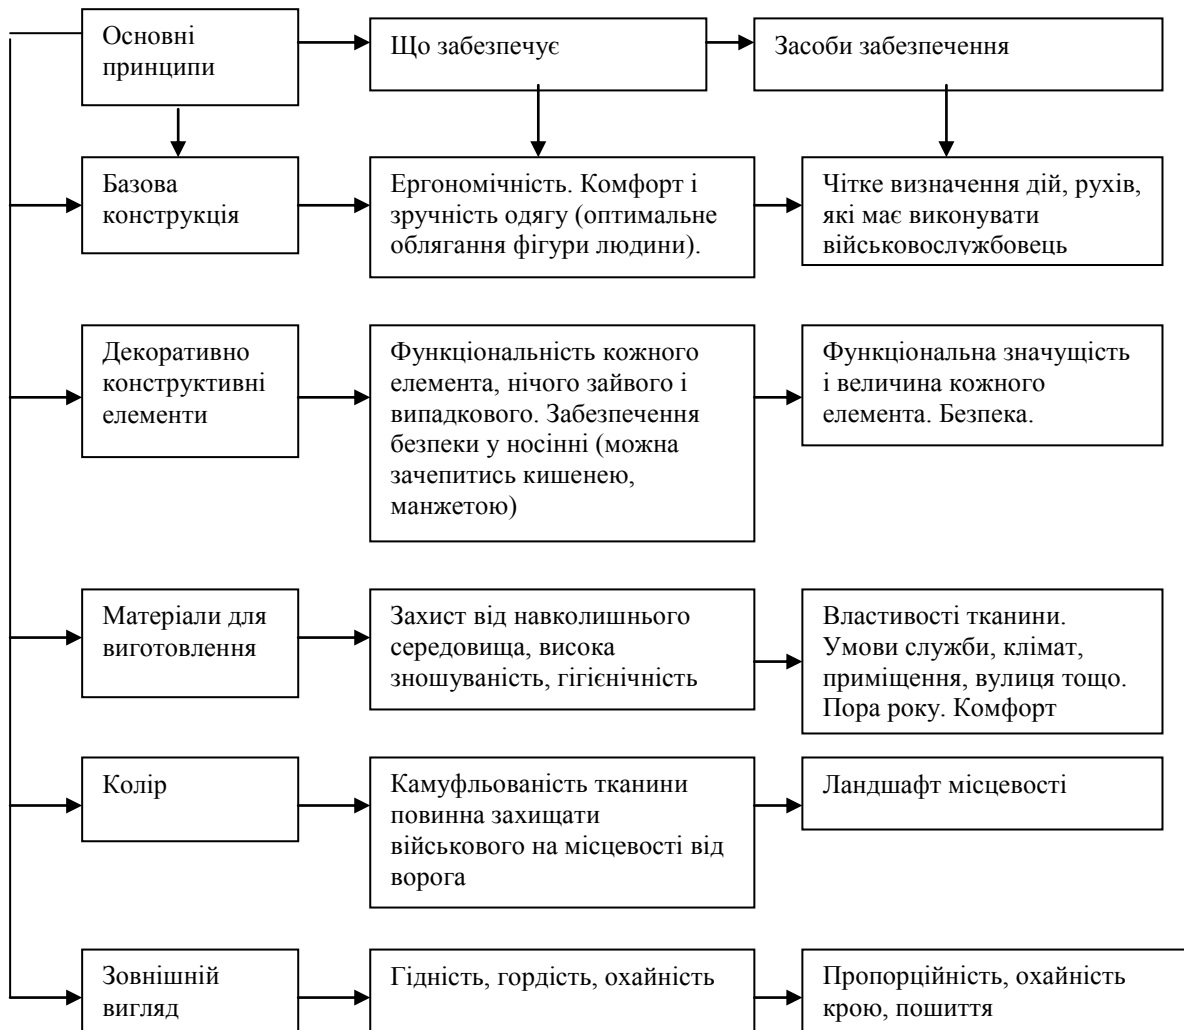 Основні
принципи
Що забезпечує
Засоби забезпечення
Базова
конструкція
Ергономічність. Комфорт і
зручність одягу (оптимальне
облягання фігури людини).
Чітке визначення дій, рухів,
які має виконувати
військовослужбовець
Декоративно
конструктивні
елементи
Функціональність кожного
елемента, нічого зайвого і
випадкового. Забезпечення
безпеки у носінні (можна
зачепитись кишенею,
манжетою)
Функціональна значущість
і величина кожного
елемента. Безпека.
Матеріали для
виготовлення
Захист від навколишнього
середовища, висока
зношуваність, гігієнічність
Властивості тканини.
Умови служби, клімат,
приміщення, вулиця тощо.
Пора року. Комфорт
Колір
Камуфльованість тканини
повинна захищати
військового на місцевості від
ворога
Ландшафт місцевості
Зовнішній
вигляд
Гідність, гордість, охайність
Пропорційність, охайність
крою, пошиття